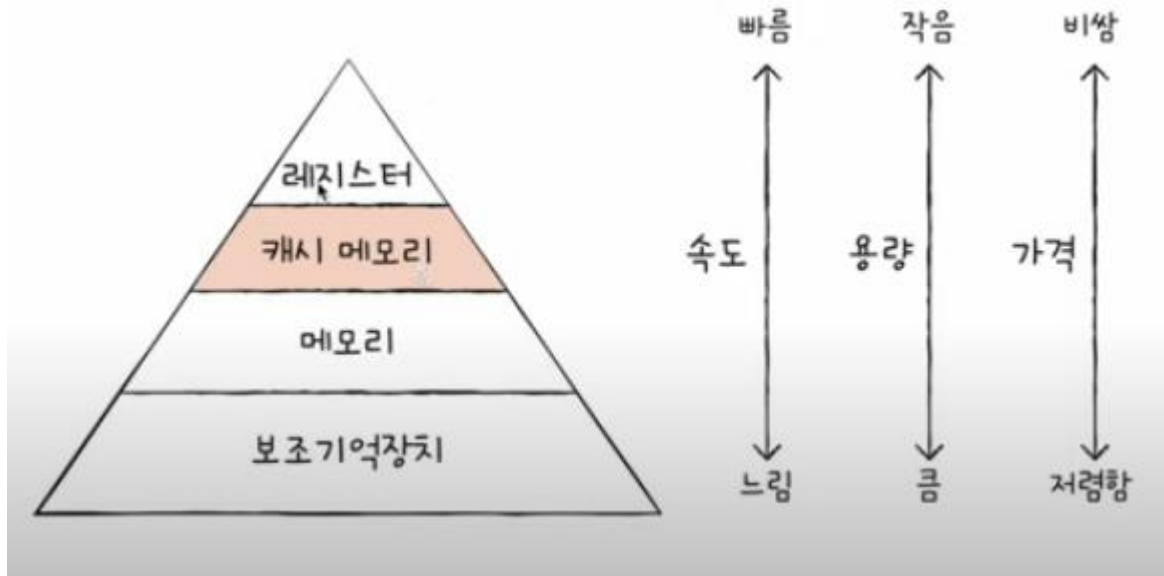 빠름 작음 비쌈
레지스터
캐시 메모리
속도 용량 가격
메모리
보조기억장치
느림 큼 저렴함